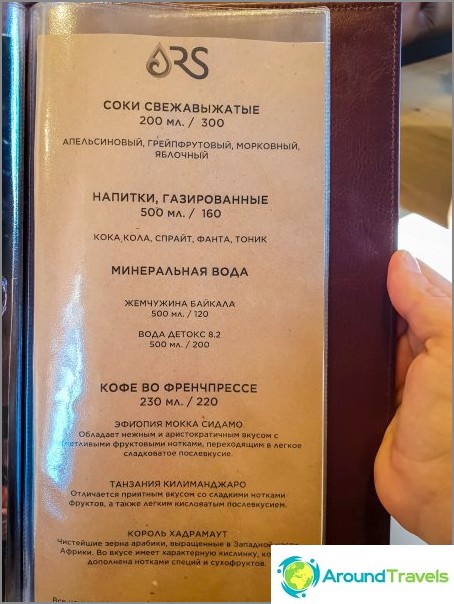 ORS
СОКИ СВЕЖАВЫЖАТЫЕ
200 МЛ. / 300
АПЕЛЬСИНОВЫЙ, ГРЕЙПФРУТОВЫЙ, МОРКОВНЫЙ,
ЯБЛОЧНЫЙ
НАПИТКИ, ГАЗИРОВАННЫЕ
500 МЛ. / 160
КОКА КОЛА, СПРАЙТ, ФАНТА, ТОНИК
МИНЕРАЛЬНАЯ ВОДА
ЖЕМЧУЖИНА БАЙКАЛА
500 МЛ. / 120
ВОДА ДЕТОКС 8.2
500 МЛ. / 200
КОФЕ ВО ФРЕНЧПРЕССЕ
230 МЛ. / 220
ЭФИОПИЯ МОККА СИДАМО
Обладает нежным и аристократичным вкусом с
фруктовыми нотками, переходящим в легкое
сладковатое послевкусие.
ТАНЗАНИЯ КИЛИМАНДЖАРО
Отличается приятным вкусом со сладкими нотками
фруктов, а также легким кисловатым послевкусием.
КОРОЛЬ ХАДРАМАУТ
Чистейшие зерна арабики, выращенные в Западной
Африки. Во вкусе имеет характерную кислинку,
дополнена нотками специй и сухофруктов.
AroundTravels